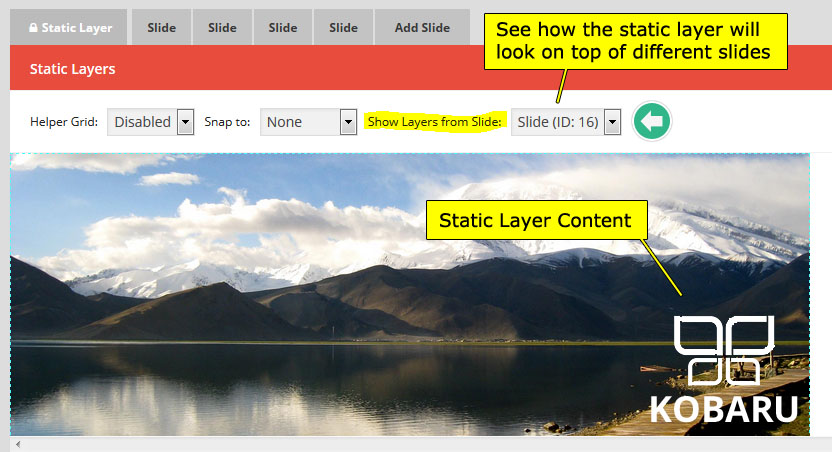 Static Layer Slide Slide Slide Slide Add Slide
See how the static layer will
look on top of different slides
Static Layers
Helper Grid: Disabled Snap to: None Show Layers from Slide: Slide (ID: 16)
Static Layer Content
KOBARU